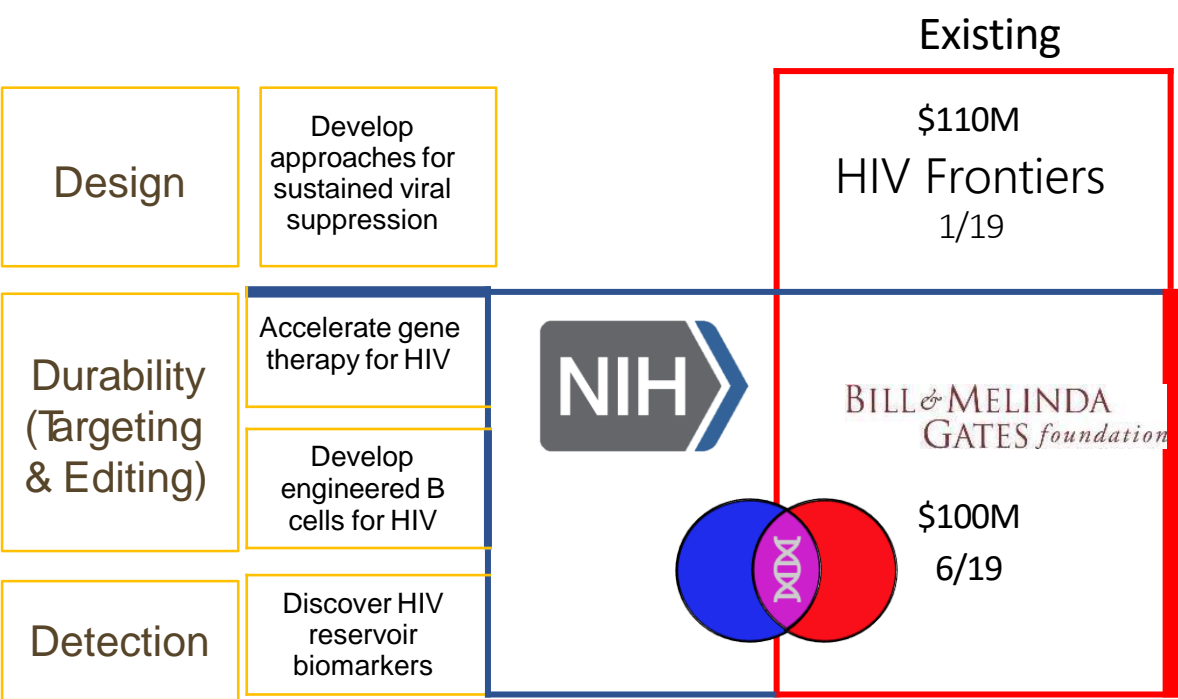 Existing
Design
Develop
approaches for
sustained viral
suppression
$110M
HIV Frontiers
1/19
Durability
(Targeting
& Editing)
Accelerate gene
therapy for HIV
Develop
engineered B
cells for HIV
NIH
BILL & MELINDA
GATES foundation
$100M
6/19
Detection
Discover HIV
reservoir
biomarkers